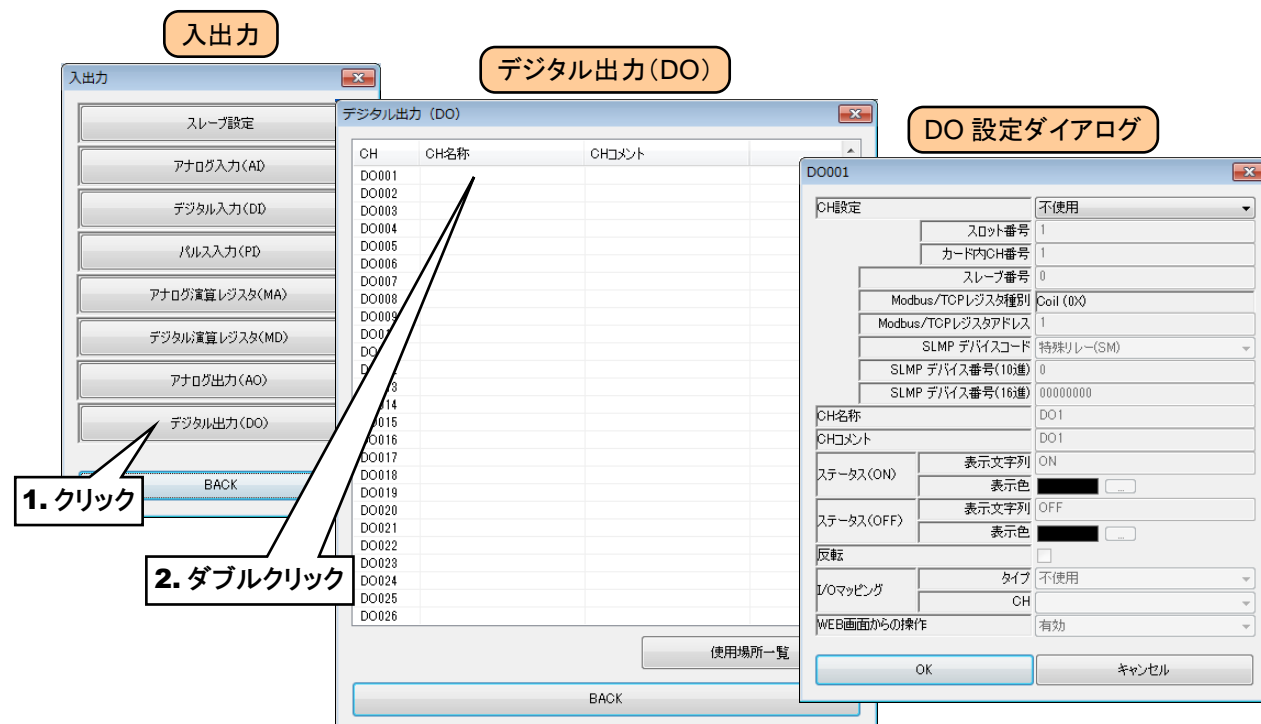 入出力
入出力
スレーブ設定
アナログ入力(AI)
デジタル入力(DI)
パルス入力(PI)
アナログ演算レジスタ(MA)
デジタル演算レジスタ(MD)
アナログ出力(AO)
デジタル出力(DO)
BACK
1. クリック
デジタル出力(DO)
デジタル出力 (DO)
CH CH名称 CHコメント
DO001
DO002
DO003
DO004
DO005
DO006
DO007
DO008
DO009
DO015
DO016
DO017
DO018
DO019
DO020
DO021
DO022
DO023
DO024
DO025
DO026
2. ダブルクリック
使用場所一覧
BACK
DO 設定ダイアログ
DO001
CH設定 不使用
スロット番号 1
カード内CH番号 1
スレーブ番号 0
Modbus/TCPレジスタ種別 Coil (0X)
Modbus/TCPレジスタアドレス 1
SLMP デバイスコード 特殊リレー(SM)
SLMP デバイス番号(10進) 0
SLMP デバイス番号(16進) 00000000
CH名称 DO1
CHコメント DO1
ステータス(ON) 表示文字列 ON
表示色 ...
ステータス(OFF) 表示文字列 OFF
表示色 ...
反転
I/Oマッピング タイプ 不使用
CH
WEB画面からの操作 有効
OK キャンセル